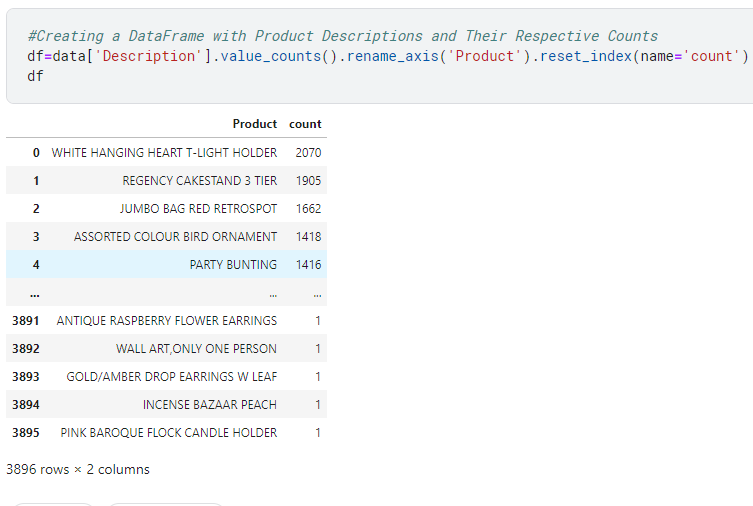 #Creating a DataFrame with Product Descriptions and Their Respective Counts
df=data['Description'].value_counts().rename_axis('Product').reset_index(name='count')
df
Product count
0 WHITE HANGING HEART T-LIGHT HOLDER 2070
1 REGENCY CAKESTAND 3 TIER 1905
2 JUMBO BAG RED RETROSPOT 1662
3 ASSORTED COLOUR BIRD ORNAMENT 1418
4 PARTY BUNTING 1416
... ... ...
3891 ANTIQUE RASPBERRY FLOWER EARRINGS 1
3892 WALL ART,ONLY ONE PERSON 1
3893 GOLD/AMBER DROP EARRINGS W LEAF 1
3894 INCENSE BAZAAR PEACH 1
3895 PINK BAROQUE FLOCK CANDLE HOLDER 1
3896 rows × 2 columns